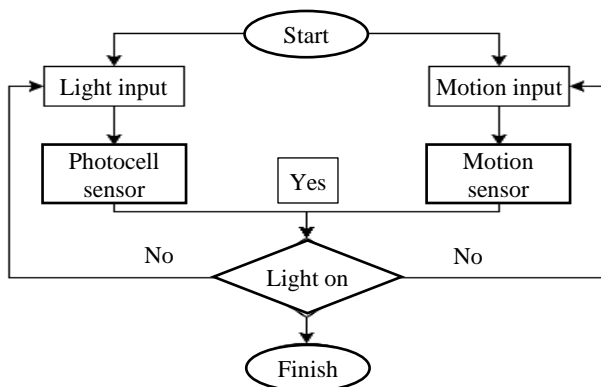 Start
Light input
Motion input
Photocell
sensor
Yes
Motion
sensor
No
Light on
No
Finish